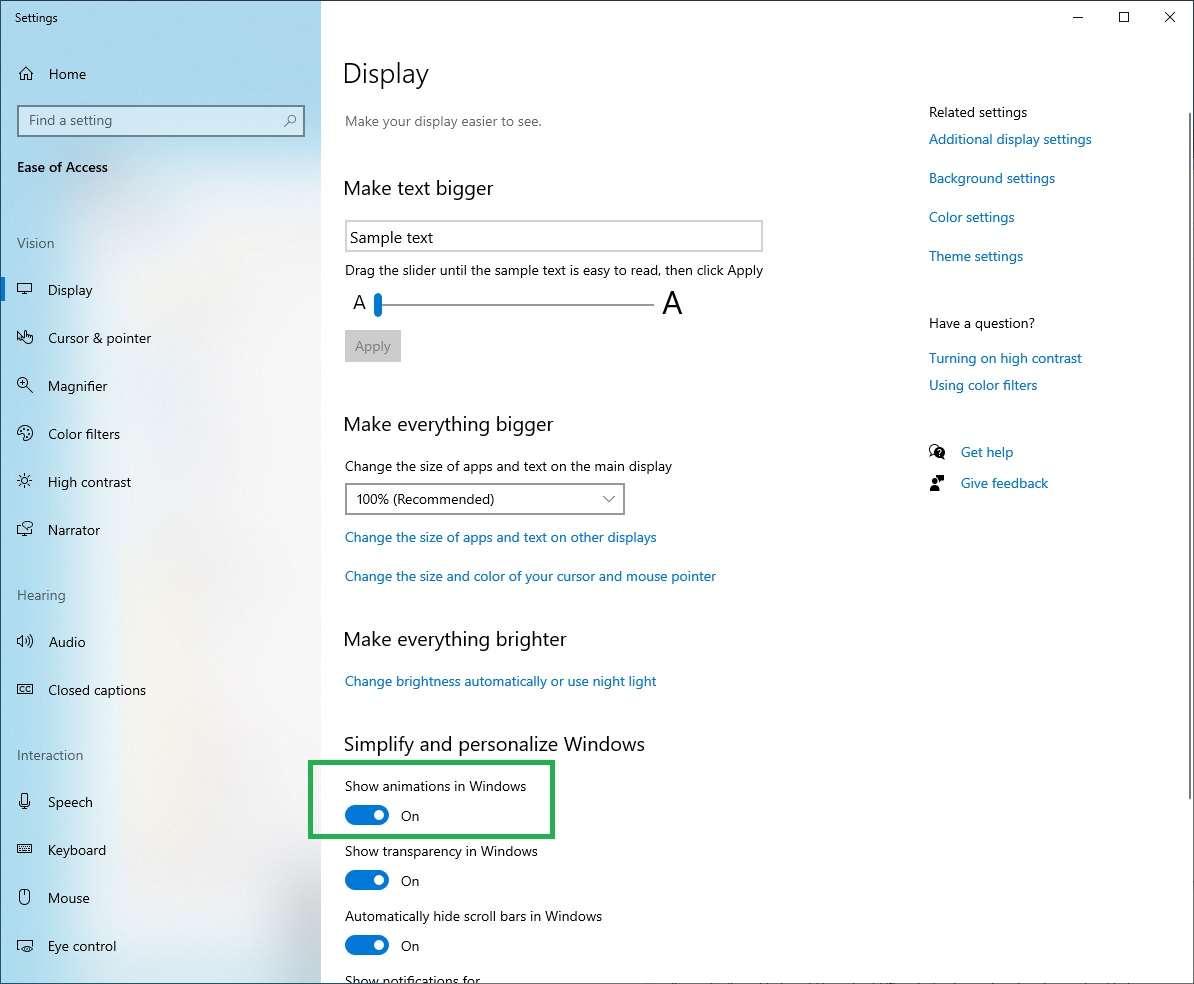 Settings
Home
Find a setting
Ease of Access
Vision
Display
Cursor & pointer
Magnifier
Color filters
High contrast
Narrator
Hearing
Audio
Closed captions
Interaction
Speech
Keyboard
Mouse
Eye control
Display
Make your display easier to see.
Make text bigger
Sample text
Drag the slider until the sample text is easy to read, then click Apply
A A
Apply
Make everything bigger
Change the size of apps and text on the main display
100% (Recommended)
Change the size of apps and text on other displays
Change the size and color of your cursor and mouse pointer
Make everything brighter
Change brightness automatically or use night light
Simplify and personalize Windows
Show animations in Windows
On
Show transparency in Windows
On
Automatically hide scroll bars in Windows
On
Show notifications for
Related settings
Additional display settings
Background settings
Color settings
Theme settings
Have a question?
Turning on high contrast
Using color filters
Get help
Give feedback